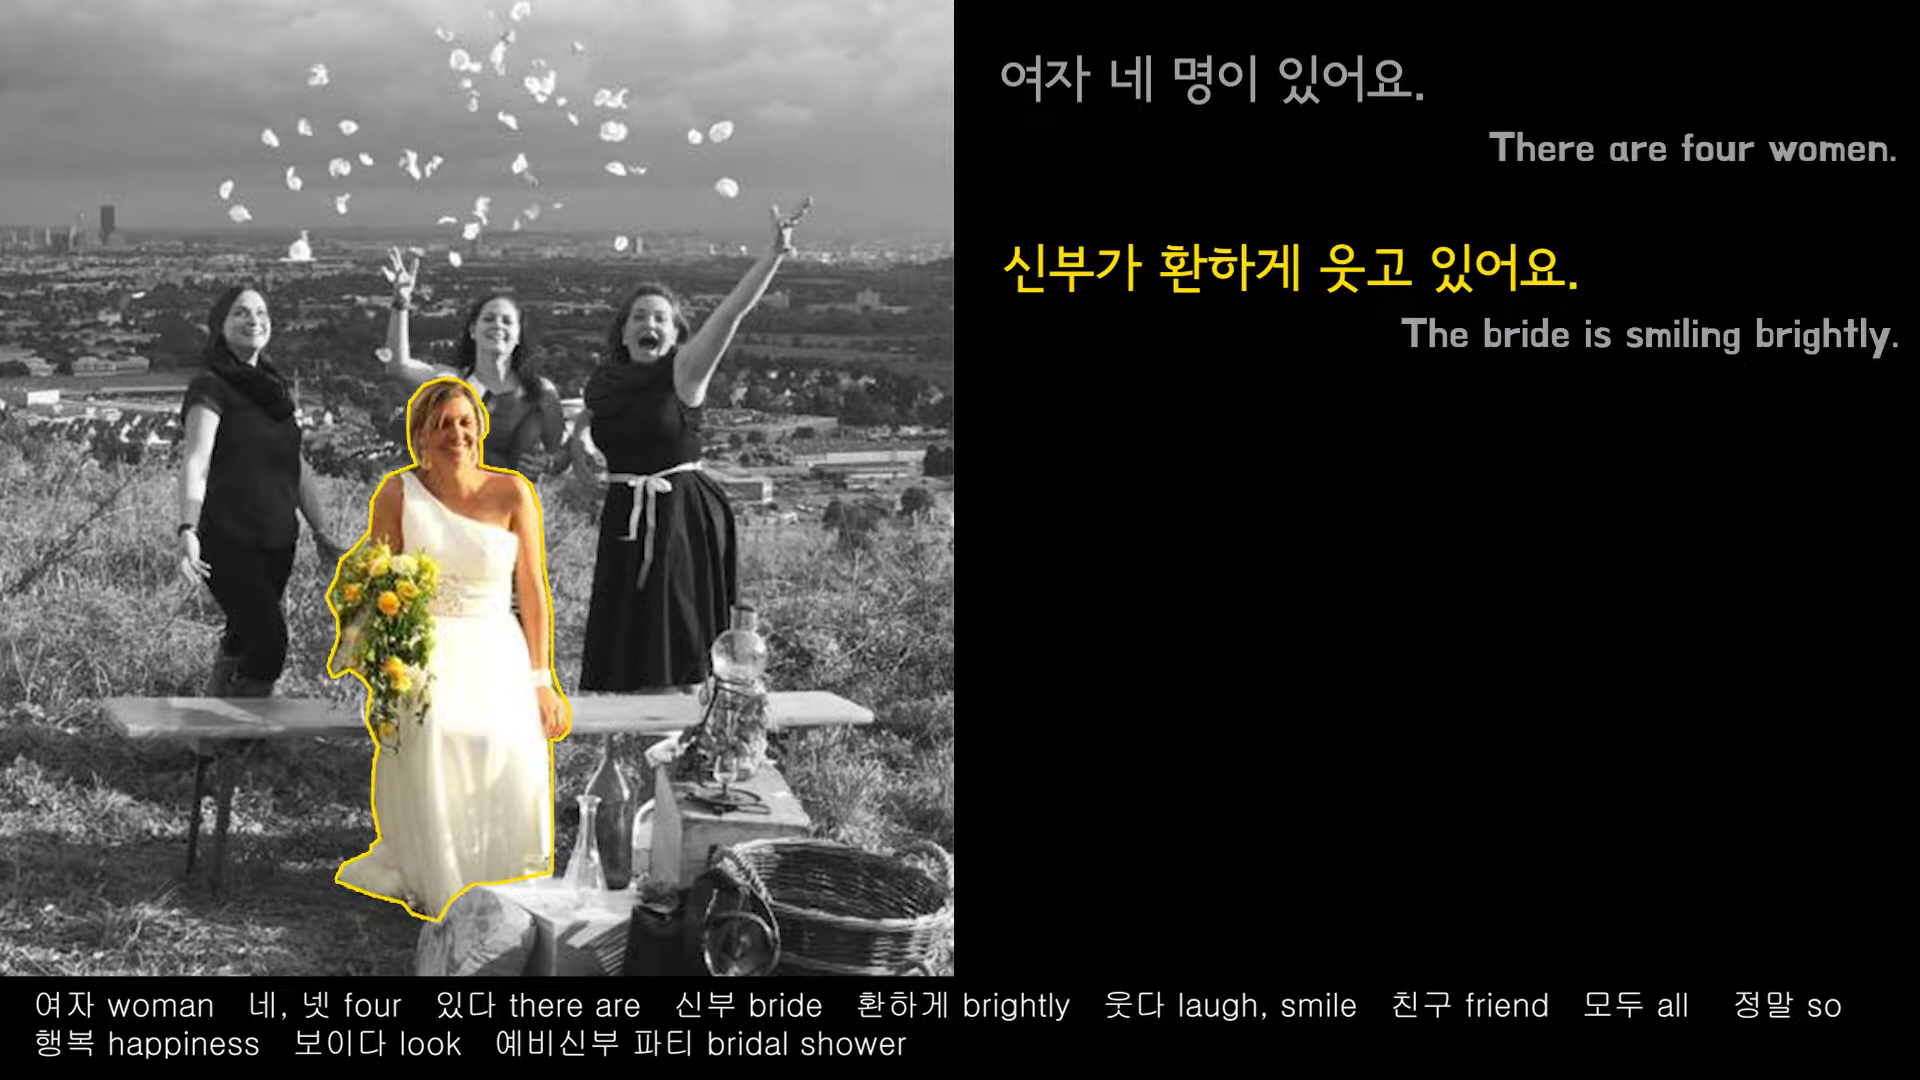 여자 네 명이 있어요.
There are four women.
신부가 환하게 웃고 있어요.
The bride is smiling brightly.
여자 woman 네, 넷 four 있다 there are 신부 bride 환하게 brightly 웃다 laugh, smile 친구 friend 모두 all 정말 so
행복 happiness 보이다 look 예비신부 파티 bridal shower